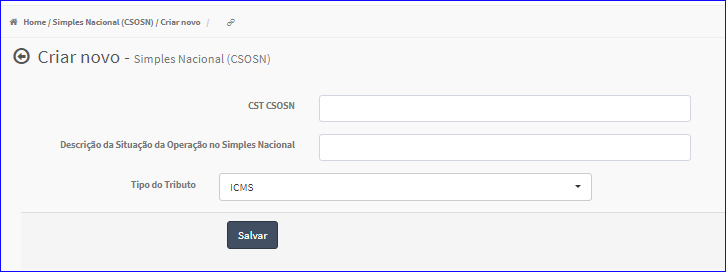 Home / Simples Nacional (CSOSN) / Criar novo /
Criar novo - Simples Nacional (CSOSN)
CST CSOSN
Descrição da Situação da Operação no Simples Nacional
Tipo do Tributo ICMS
Salvar